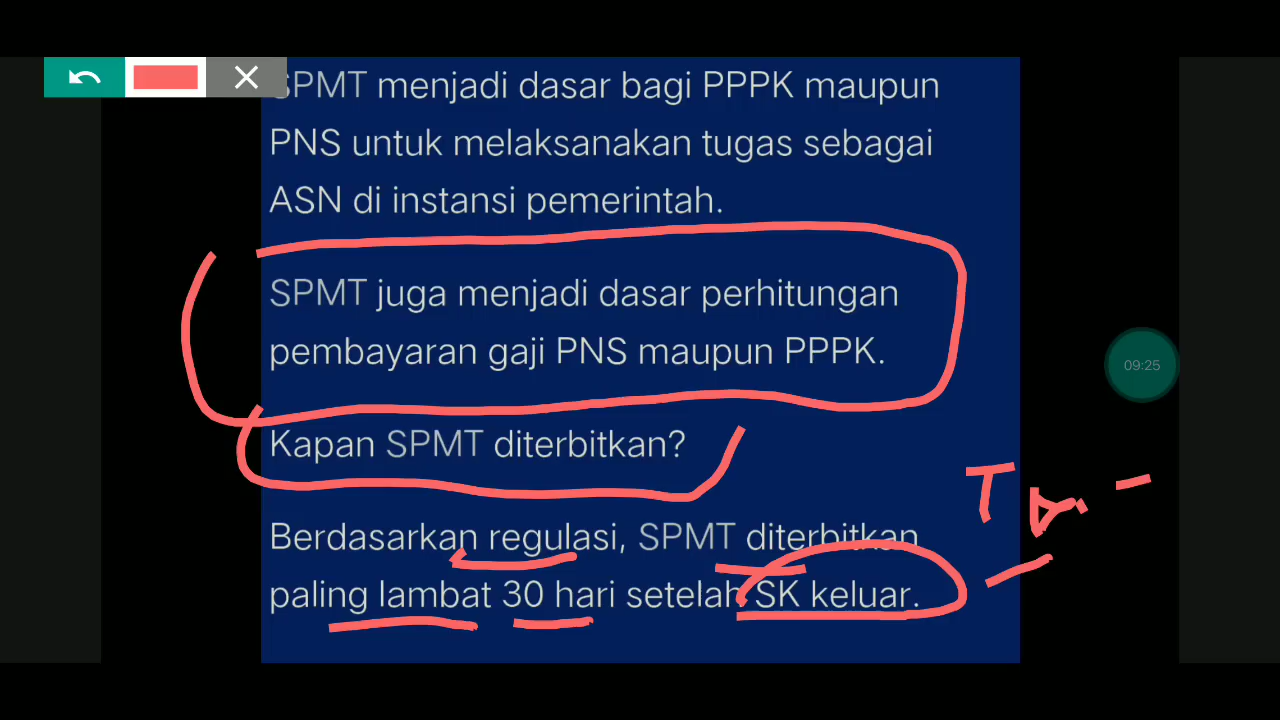 SPMT menjadi dasar bagi PPPK maupun
PNS untuk melaksanakan tugas sebagai
ASN di instansi pemerintah.
SPMT juga menjadi dasar perhitungan
pembayaran gaji PNS maupun PPPK.
09:25
Kapan SPMT diterbitkan?
Berdasarkan regulasi, SPMT diterbitkan
paling lambat 30 hari setelah SK keluar.